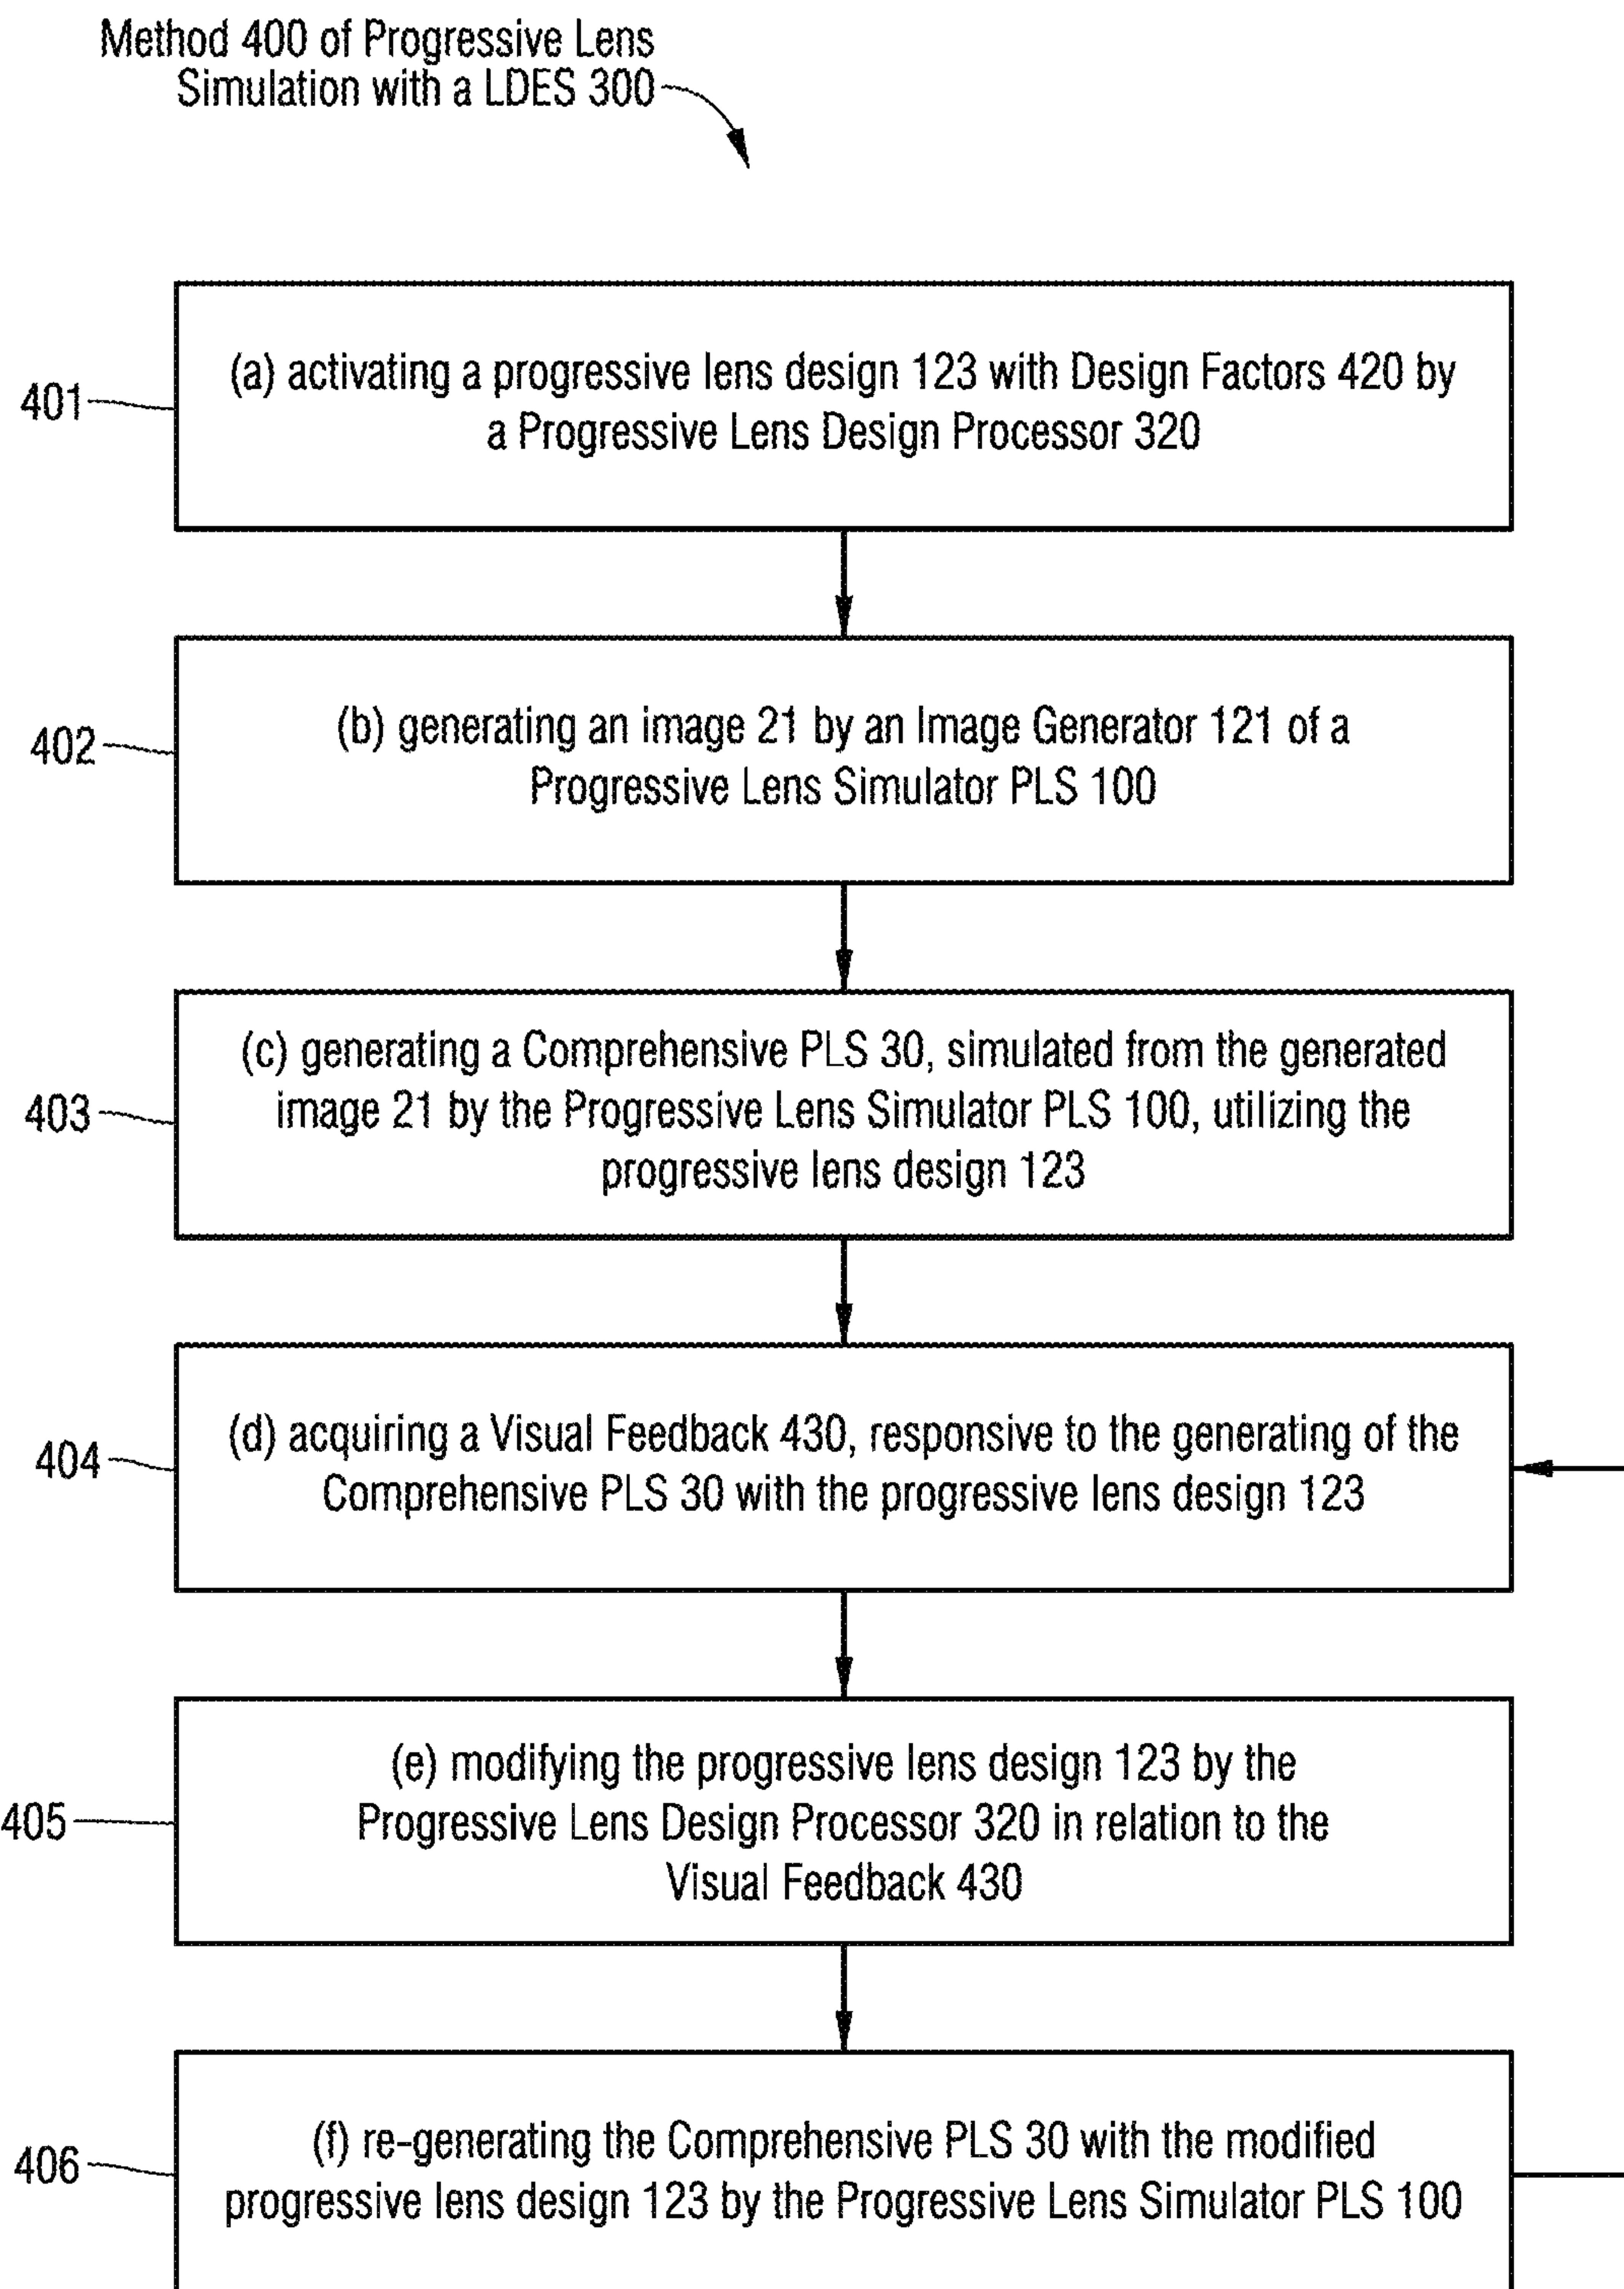 Method 400 of Progressive Lens
Simulation with a LDES 300
401
(a) activating a progressive lens design 123 with Design Factors 420 by
a Progressive Lens Design Processor 320
402
(b) generating an image 21 by an Image Generator 121 of a
Progressive Lens Simulator PLS 100
403
(c) generating a Comprehensive PLS 30, simulated from the generated
image 21 by the Progressive Lens Simulator PLS 100, utilizing the
progressive lens design 123
404
(d) acquiring a Visual Feedback 430, responsive to the generating of the
Comprehensive PLS 30 with the progressive lens design 123
405
(e) modifying the progressive lens design 123 by the
Progressive Lens Design Processor 320 in relation to the
Visual Feedback 430
406
(f) re-generating the Comprehensive PLS 30 with the modified
progressive lens design 123 by the Progressive Lens Simulator PLS 100